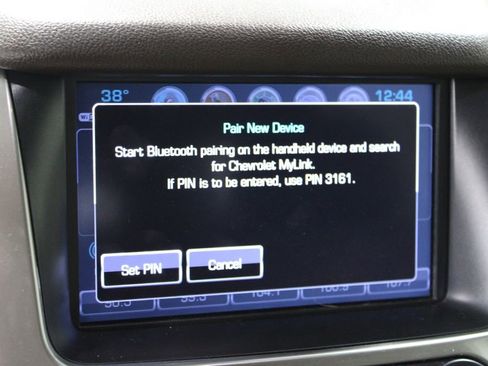 38° 12:44
Pair New Device
Start Bluetooth pairing on the handheld device and search
for Chevrolet MyLink.
If PIN is to be entered, use PIN 3161.
Set PIN Cancel